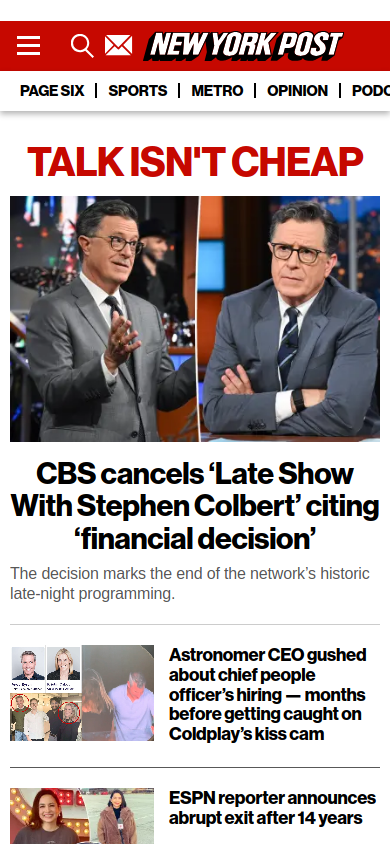 NEW YORK POST
PAGE SIX | SPORTS | METRO | OPINION | PODC
TALK ISN'T CHEAP
CBS cancels ‘Late Show
With Stephen Colbert’ citing
‘financial decision’
The decision marks the end of the network’s historic
late-night programming.
Astronomer CEO gushed
about chief people
officer’s hiring — months
before getting caught on
Coldplay’s kiss cam
ESPN reporter announces
abrupt exit after 14 years